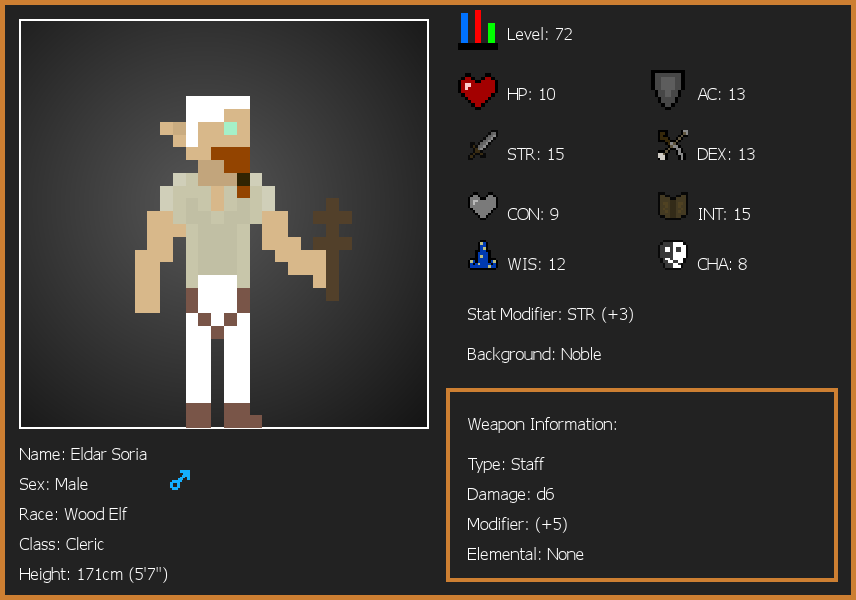 Level: 72
HP: 10
AC: 13
STR: 15
DEX: 13
CON: 9
INT: 15
WIS: 12
CHA: 8
Stat Modifier: STR (+3)
Background: Noble
Weapon Information:
Type: Staff
Damage: d6
Modifier: (+5)
Elemental: None
Name: Eldar Soria
Sex: Male
Race: Wood Elf
Class: Cleric
Height: 171cm (5'7")